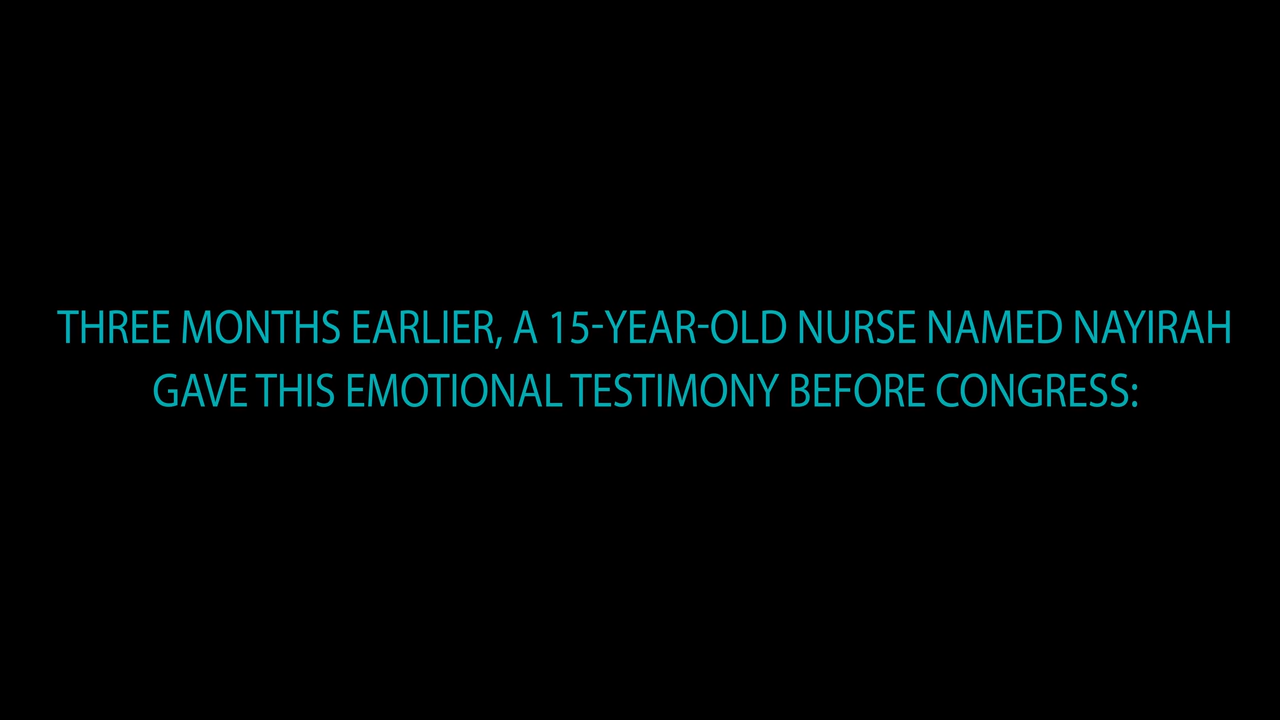 THREE MONTHS EARLIER, A 15-YEAR-OLD NURSE NAMED NAYIRAH
GAVE THIS EMOTIONAL TESTIMONY BEFORE CONGRESS: